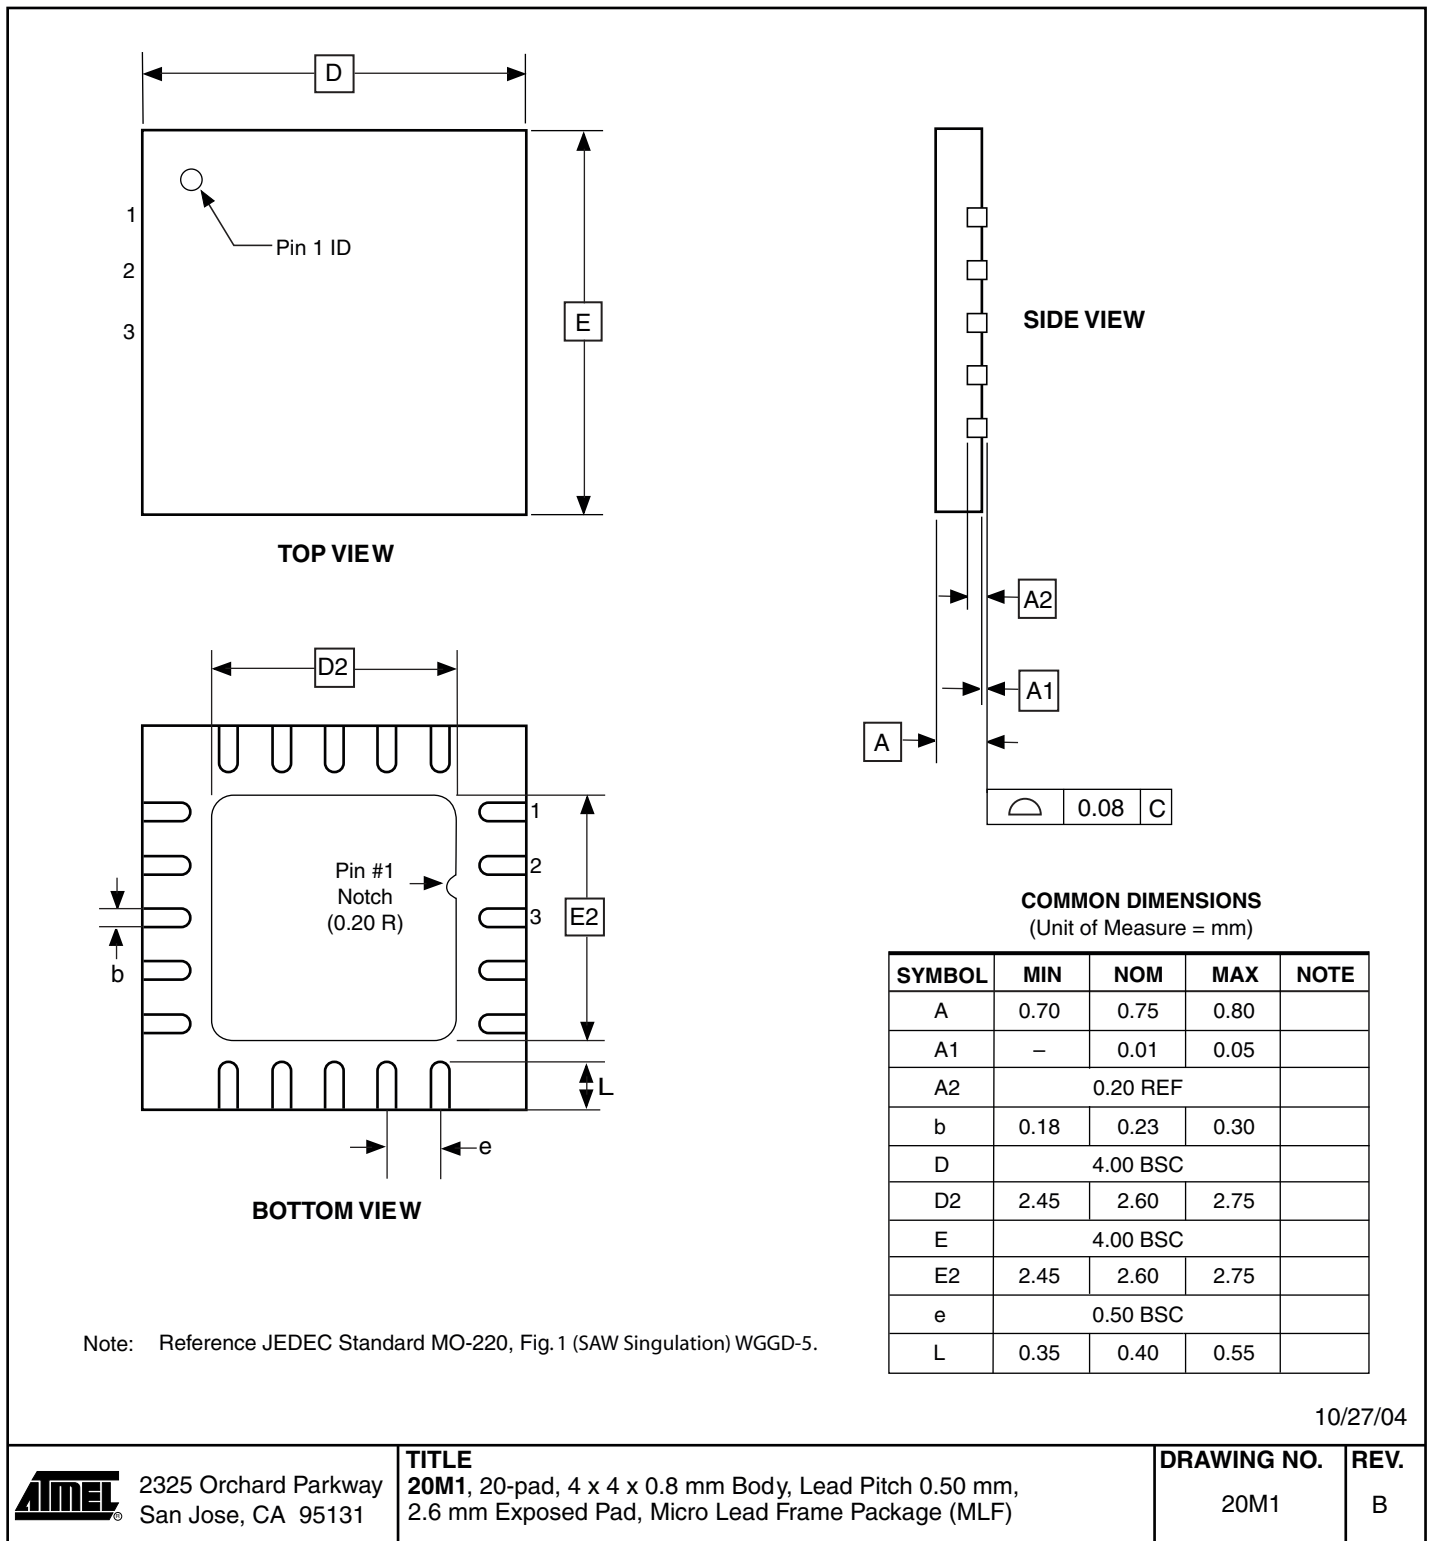 D
1
2
3
Pin 1 ID
E
TOP VIEW
SIDE VIEW
A2
A1
A
0.08 C
D2
1
2
3
Pin #1
Notch
(0.20 R)
E2
b
L
e
BOTTOM VIEW
COMMON DIMENSIONS
(Unit of Measure = mm)
SYMBOL MIN NOM MAX NOTE
A 0.70 0.75 0.80
A1 – 0.01 0.05
A2 0.20 REF
b 0.18 0.23 0.30
D 4.00 BSC
D2 2.45 2.60 2.75
E 4.00 BSC
E2 2.45 2.60 2.75
e 0.50 BSC
L 0.35 0.40 0.55
Note: Reference JEDEC Standard MO-220, Fig. 1 (SAW Singulation) WGGD-5.
10/27/04
ATMEL ®
2325 Orchard Parkway
San Jose, CA 95131
TITLE
20M1, 20-pad, 4 x 4 x 0.8 mm Body, Lead Pitch 0.50 mm,
2.6 mm Exposed Pad, Micro Lead Frame Package (MLF)
DRAWING NO.
20M1
REV.
B